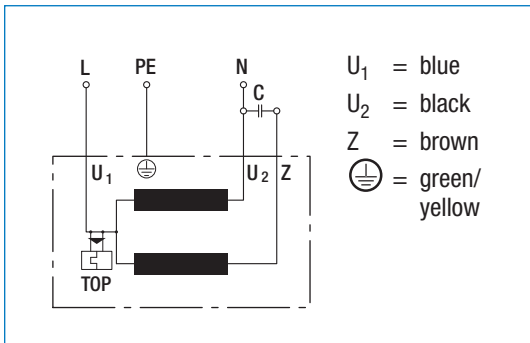 L PE N
C
U₁ U₂ Z
TOP
U₁ = blue
U₂ = black
Z = brown
= green/
yellow